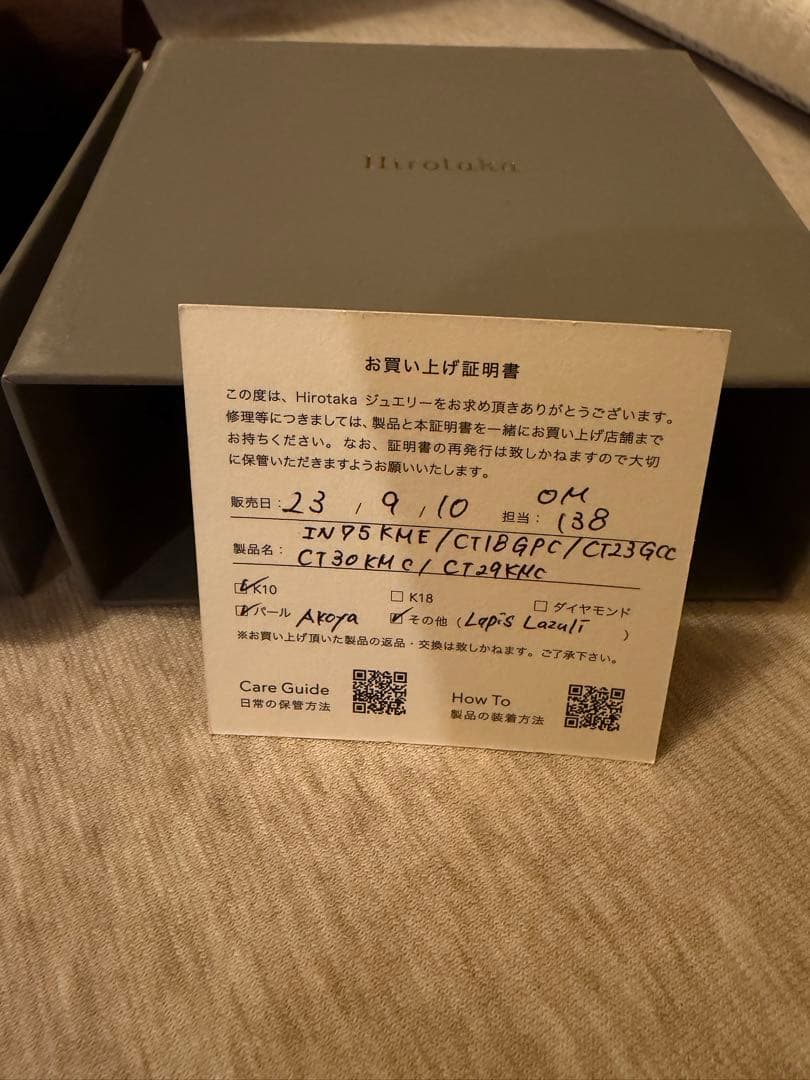 Hirotaka
お買い上げ証明書
この度は、Hirotaka ジュエリーをお求め頂きありがとうございます。
修理等につきましては、製品と本証明書を一緒にお買い上げ店舗まで
お持ちください。 なお、証明書の再発行は致しかねますので大切
に保管いただきますようお願いいたします。
販売日: 23 / 9 / 10 担当: OM 138
製品名: IN75KME/CT18GPC/CT23GCC
CT30KMC/CT29KMC
K10 K18 ダイヤモンド
パール Akoya その他 (Lapis Lazuli)
※お買い上げ頂いた製品の返品・交換は致しかねます。ご了承下さい。
Care Guide How To
日常の保管方法 製品の装着方法